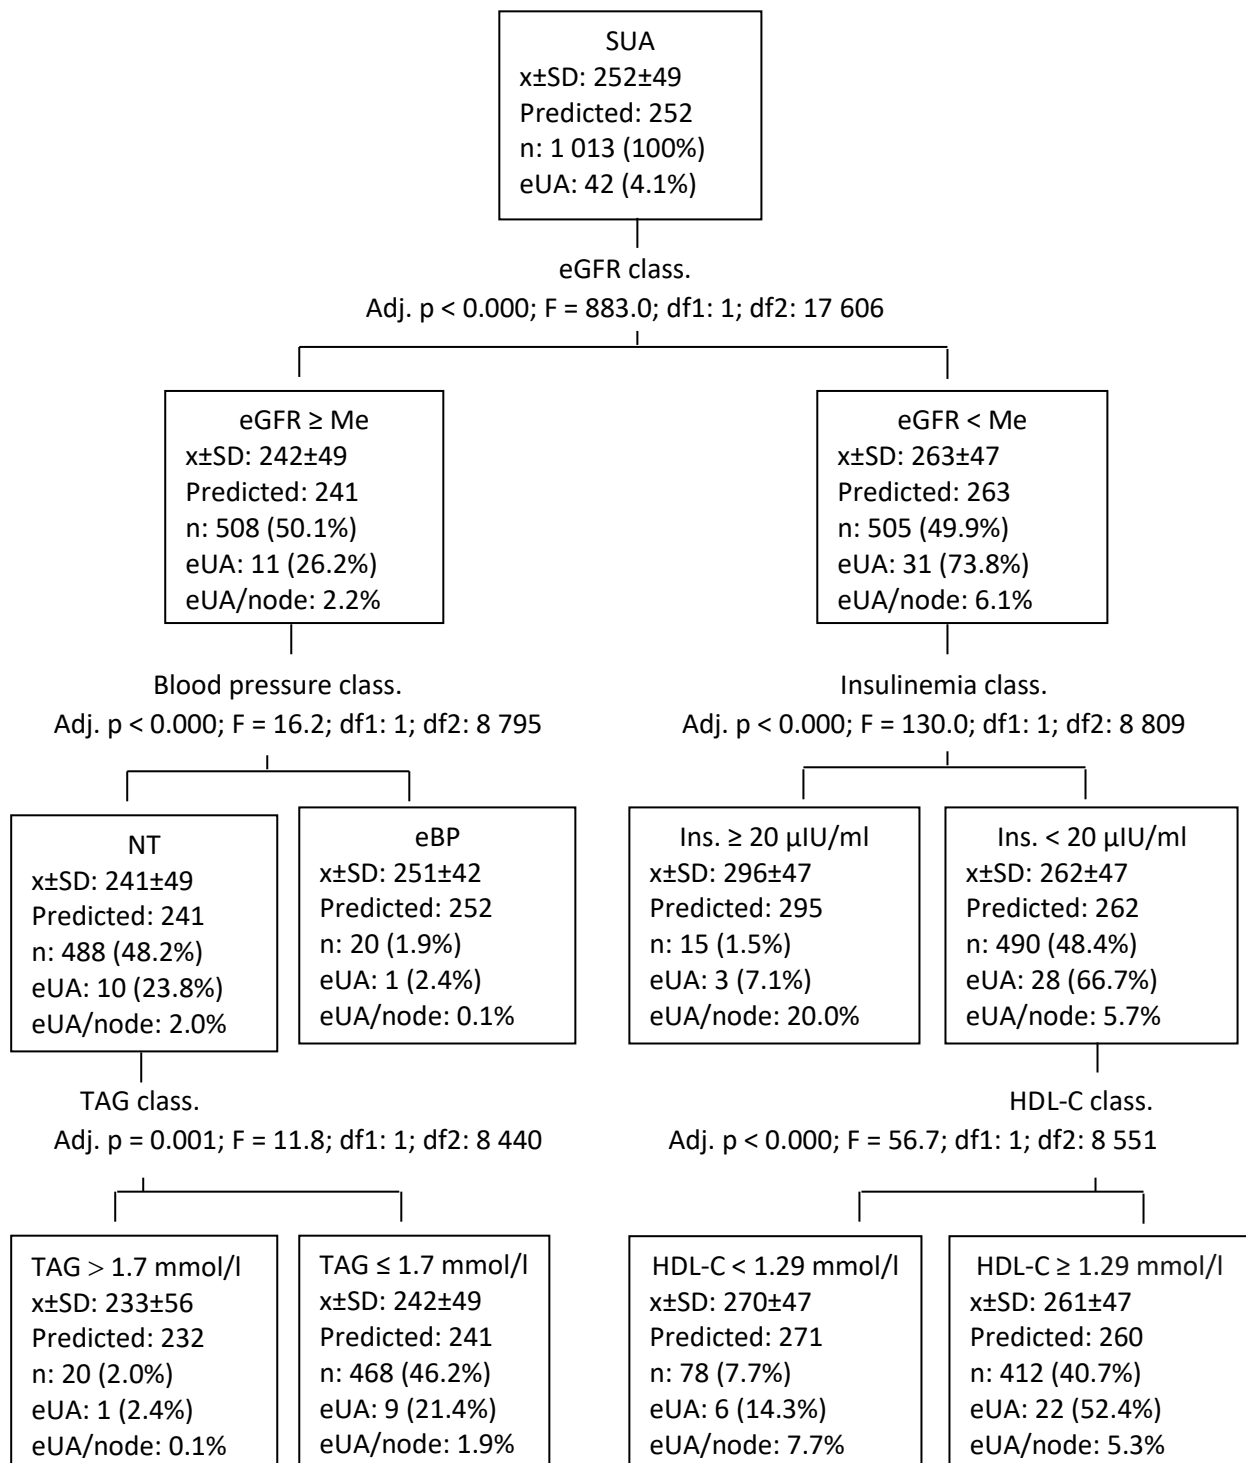 SUA
x±SD: 252±49
Predicted: 252
n: 1 013 (100%)
eUA: 42 (4.1%)
eGFR class.
Adj. p < 0.000; F = 883.0; df1: 1; df2: 17 606
eGFR ≥ Me
x±SD: 242±49
Predicted: 241
n: 508 (50.1%)
eUA: 11 (26.2%)
eUA/node: 2.2%
eGFR < Me
x±SD: 263±47
Predicted: 263
n: 505 (49.9%)
eUA: 31 (73.8%)
eUA/node: 6.1%
Blood pressure class.
Adj. p < 0.000; F = 16.2; df1: 1; df2: 8 795
Insulinemia class.
Adj. p < 0.000; F = 130.0; df1: 1; df2: 8 809
NT
x±SD: 241±49
Predicted: 241
n: 488 (48.2%)
eUA: 10 (23.8%)
eUA/node: 2.0%
eBP
x±SD: 251±42
Predicted: 252
n: 20 (1.9%)
eUA: 1 (2.4%)
eUA/node: 0.1%
Ins. ≥ 20 µIU/ml
x±SD: 296±47
Predicted: 295
n: 15 (1.5%)
eUA: 3 (7.1%)
eUA/node: 20.0%
Ins. < 20 µIU/ml
x±SD: 262±47
Predicted: 262
n: 490 (48.4%)
eUA: 28 (66.7%)
eUA/node: 5.7%
TAG class.
Adj. p = 0.001; F = 11.8; df1: 1; df2: 8 440
HDL-C class.
Adj. p < 0.000; F = 56.7; df1: 1; df2: 8 551
TAG > 1.7 mmol/l
x±SD: 233±56
Predicted: 232
n: 20 (2.0%)
eUA: 1 (2.4%)
eUA/node: 0.1%
TAG ≤ 1.7 mmol/l
x±SD: 242±49
Predicted: 241
n: 468 (46.2%)
eUA: 9 (21.4%)
eUA/node: 1.9%
HDL-C < 1.29 mmol/l
x±SD: 270±47
Predicted: 271
n: 78 (7.7%)
eUA: 6 (14.3%)
eUA/node: 7.7%
HDL-C ≥ 1.29 mmol/l
x±SD: 261±47
Predicted: 260
n: 412 (40.7%)
eUA: 22 (52.4%)
eUA/node: 5.3%